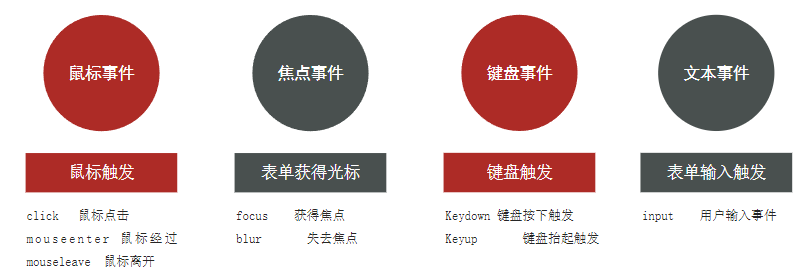 鼠标事件
鼠标触发
click 鼠标点击
mouseenter 鼠标经过
mouseleave 鼠标离开
焦点事件
表单获得光标
focus 获得焦点
blur 失去焦点
键盘事件
键盘触发
Keydown 键盘按下触发
Keyup 键盘抬起触发
文本事件
表单输入触发
input 用户输入事件